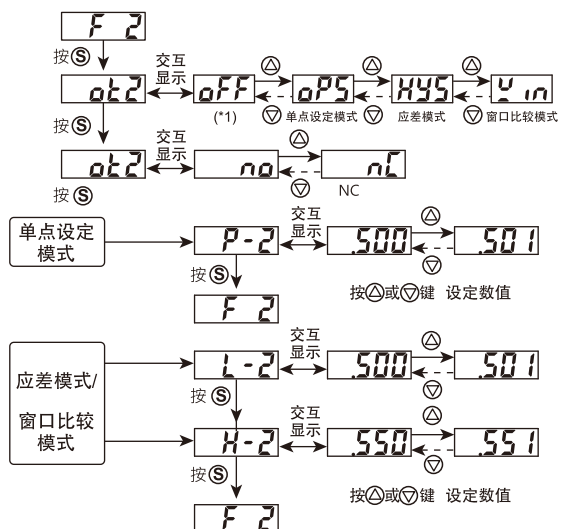 F 2
按Ⓢ
交互
显示
ot2 oFF oPS HYS Win
(*1) 单点设定模式 应差模式 窗口比较模式
按Ⓢ
交互
显示
ot2 no nC
按Ⓢ NC
单点设定
模式
交互
显示
P-2 .500 .501
按Ⓢ
按△或▽键 设定数值
F 2
应差模式/
窗口比较
模式
交互
显示
L-2 .500 .501
按Ⓢ
交互
显示
H-2 .550 .551
按Ⓢ
按△或▽键 设定数值
F 2